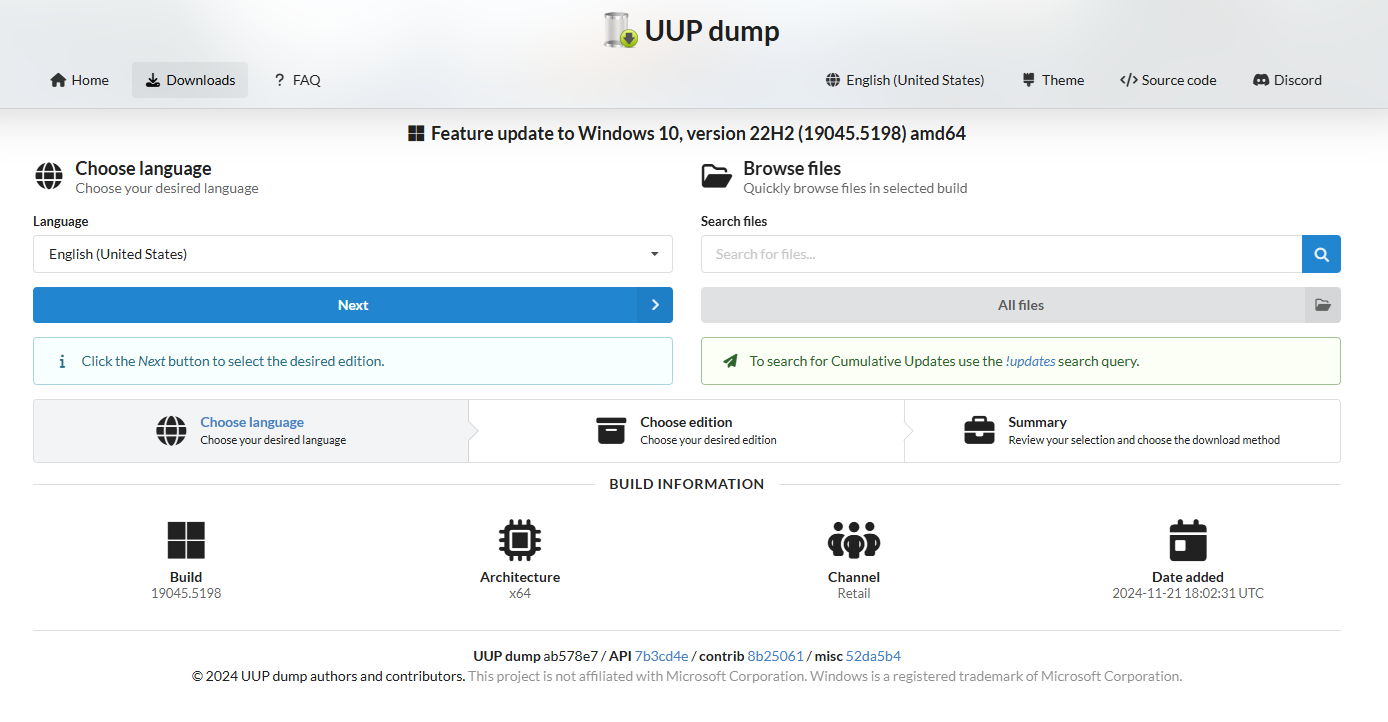 UUP dump
Home
Downloads
? FAQ
English (United States)
Theme
</> Source code
Discord
Feature update to Windows 10, version 22H2 (19045.5198) amd64
Choose language
Choose your desired language
Language
English (United States)
Next
Click the Next button to select the desired edition.
Browse files
Quickly browse files in selected build
Search files
Search for files...
All files
To search for Cumulative Updates use the !updates search query.
Choose language
Choose your desired language
Choose edition
Choose your desired edition
Summary
Review your selection and choose the download method
BUILD INFORMATION
Build
19045.5198
Architecture
x64
Channel
Retail
Date added
2024-11-21 18:02:31 UTC
UUP dump ab578e7 / API 7b3cd4e / contrib 8b25061 / misc 52da5b4
© 2024 UUP dump authors and contributors. This project is not affiliated with Microsoft Corporation. Windows is a registered trademark of Microsoft Corporation.